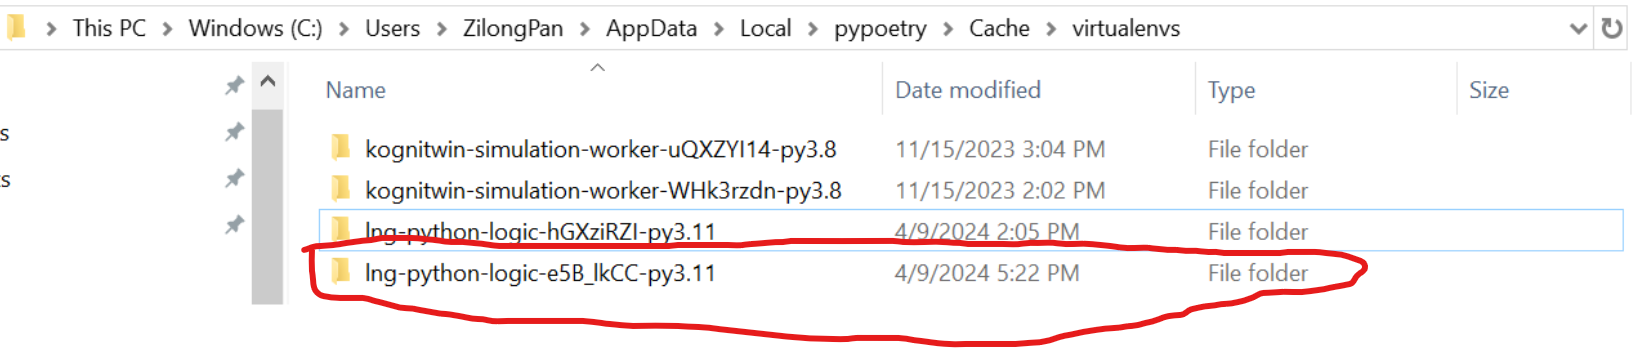 This PC > Windows (C:) > Users > ZilongPan > AppData > Local > pypoetry > Cache > virtualenvs
Name Date modified Type Size
kognitwin-simulation-worker-uQXZYI14-py3.8 11/15/2023 3:04 PM File folder
s
kognitwin-simulation-worker-WHk3rzdn-py3.8 11/15/2023 2:02 PM File folder
ts
lng-python-logic-hGXziRZI-py3.11 4/9/2024 2:05 PM File folder
lng-python-logic-e5B_lkCC-py3.11 4/9/2024 5:22 PM File folder